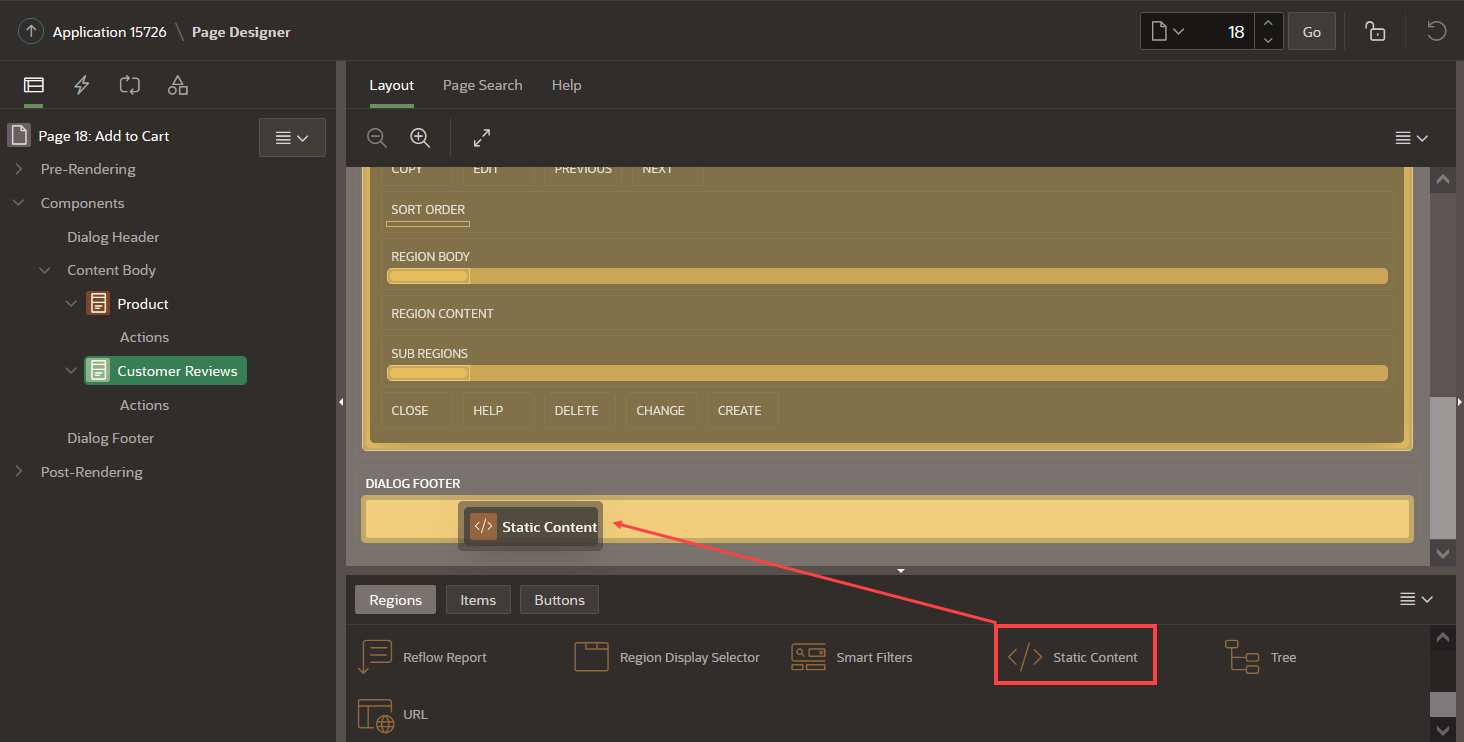 Application 15726 \ Page Designer
18
Go
Layout
Page Search
Help
Page 18: Add to Cart
Pre-Rendering
Components
Dialog Header
Content Body
Product
Actions
Customer Reviews
Actions
Dialog Footer
Post-Rendering
COPY
EDIT
PREVIOUS
NEXT
SORT ORDER
REGION BODY
REGION CONTENT
SUB REGIONS
CLOSE
HELP
DELETE
CHANGE
CREATE
DIALOG FOOTER
</> Static Content
Regions
Items
Buttons
Reflow Report
Region Display Selector
Smart Filters
</> Static Content
Tree
URL